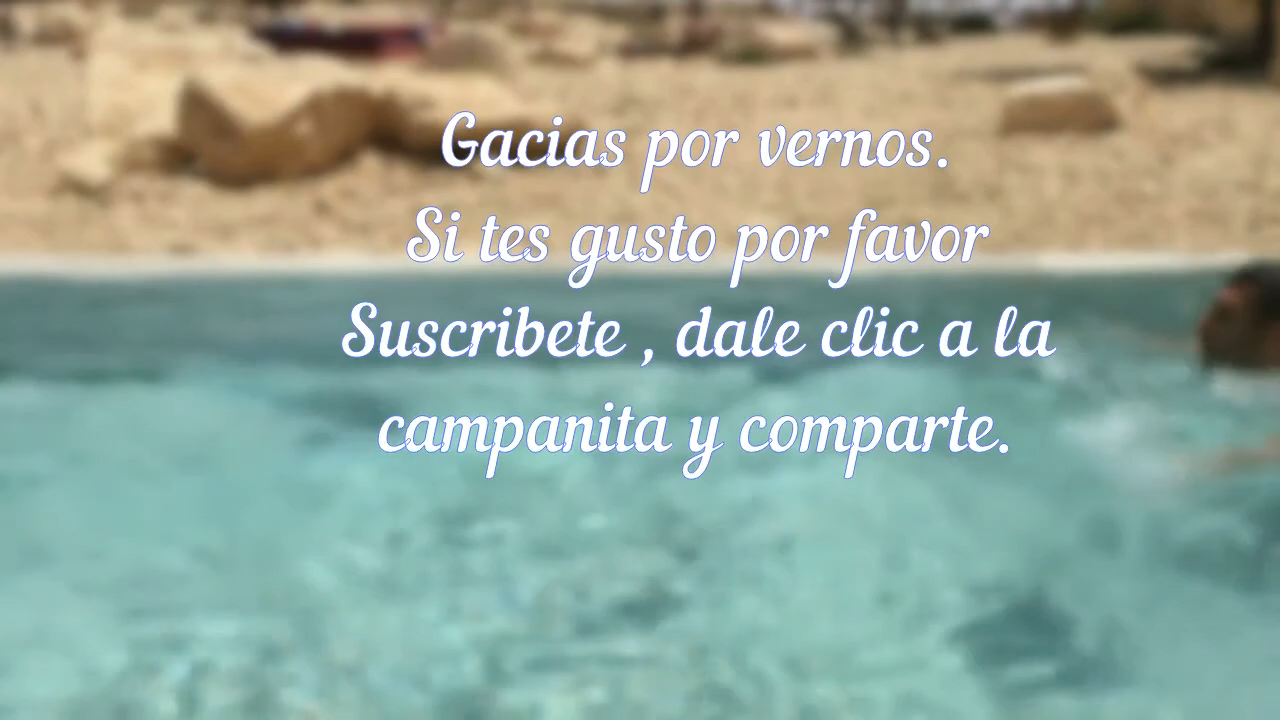 Gacias por vernos.
Si tes gusto por favor
Suscribete , dale clic a la
campanita y comparte.